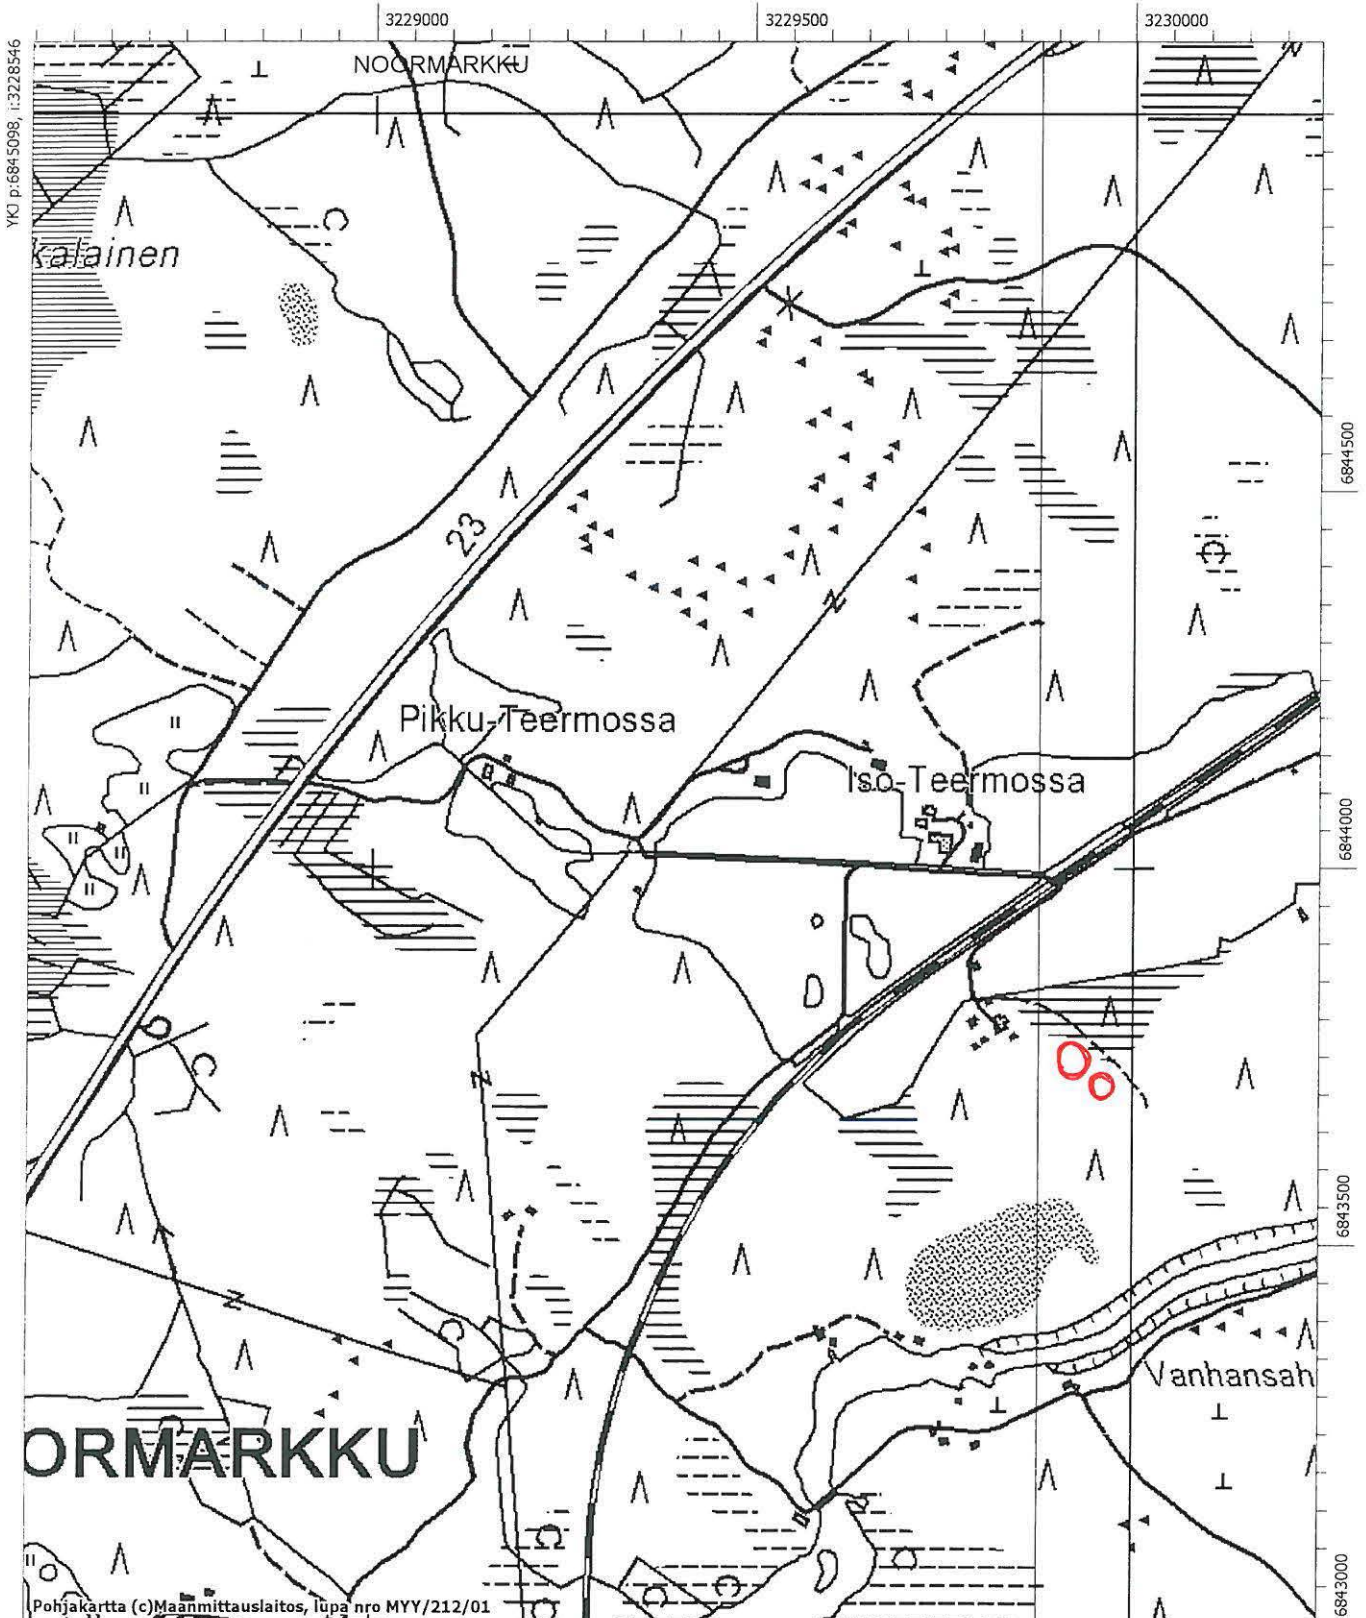 3229000
3229500
3230000
YKJ p:6845098, i:3228546
NOORMARKKU
kalainen
6844500
23
Pikku-Teermossa
Iso-Teermossa
6844000
6843500
Vanhansah
ORMARKKU
6843000
Pohjakartta (c)Maanmittauslaitos, lupa nro MYY/212/01